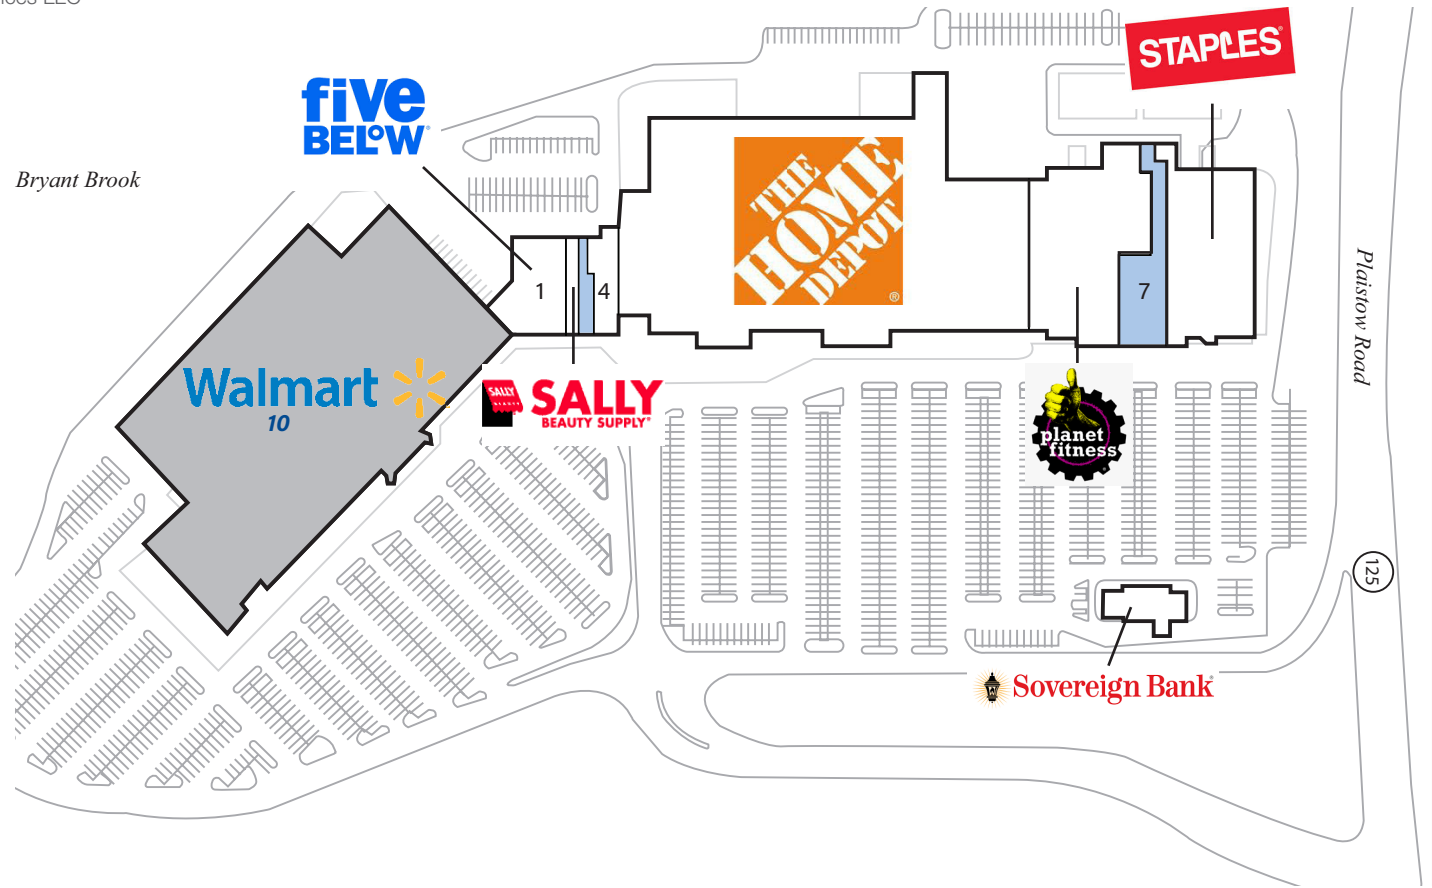 STAPLES
five
BELOW®
Bryant Brook
THE
HOME
DEPOT
®
1
4
7
Plaistow Road
Walmart
10
SALLY
SALLY
BEAUTY SUPPLY
planet
fitness
125
Sovereign Bank